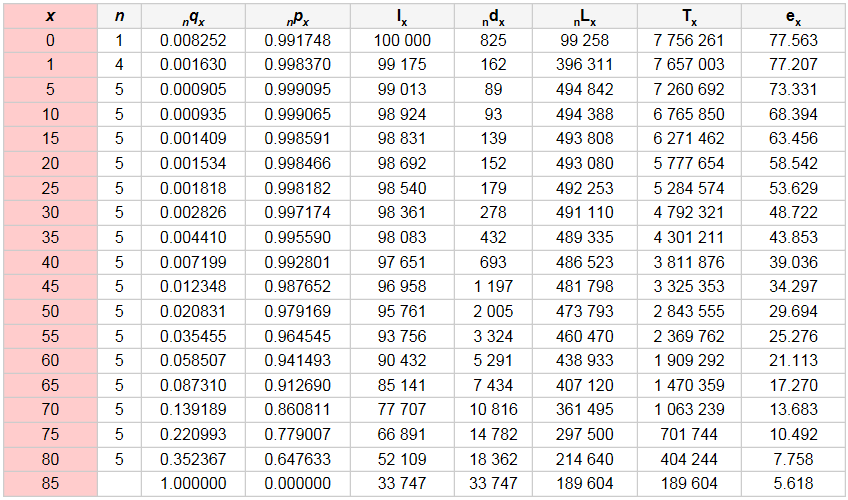 x n nqx npx lx ndx nLx Tx ex
0 1 0.008252 0.991748 100 000 825 99 258 7 756 261 77.563
1 4 0.001630 0.998370 99 175 162 396 311 7 657 003 77.207
5 5 0.000905 0.999095 99 013 89 494 842 7 260 692 73.331
10 5 0.000935 0.999065 98 924 93 494 388 6 765 850 68.394
15 5 0.001409 0.998591 98 831 139 493 808 6 271 462 63.456
20 5 0.001534 0.998466 98 692 152 493 080 5 777 654 58.542
25 5 0.001818 0.998182 98 540 179 492 253 5 284 574 53.629
30 5 0.002826 0.997174 98 361 278 491 110 4 792 321 48.722
35 5 0.004410 0.995590 98 083 432 489 335 4 301 211 43.853
40 5 0.007199 0.992801 97 651 693 486 523 3 811 876 39.036
45 5 0.012348 0.987652 96 958 1 197 481 798 3 325 353 34.297
50 5 0.020831 0.979169 95 761 2 005 473 793 2 843 555 29.694
55 5 0.035455 0.964545 93 756 3 324 460 470 2 369 762 25.276
60 5 0.058507 0.941493 90 432 5 291 438 933 1 909 292 21.113
65 5 0.087310 0.912690 85 141 7 434 407 120 1 470 359 17.270
70 5 0.139189 0.860811 77 707 10 816 361 495 1 063 239 13.683
75 5 0.220993 0.779007 66 891 14 782 297 500 701 744 10.492
80 5 0.352367 0.647633 52 109 18 362 214 640 404 244 7.758
85 1.000000 0.000000 33 747 33 747 189 604 189 604 5.618